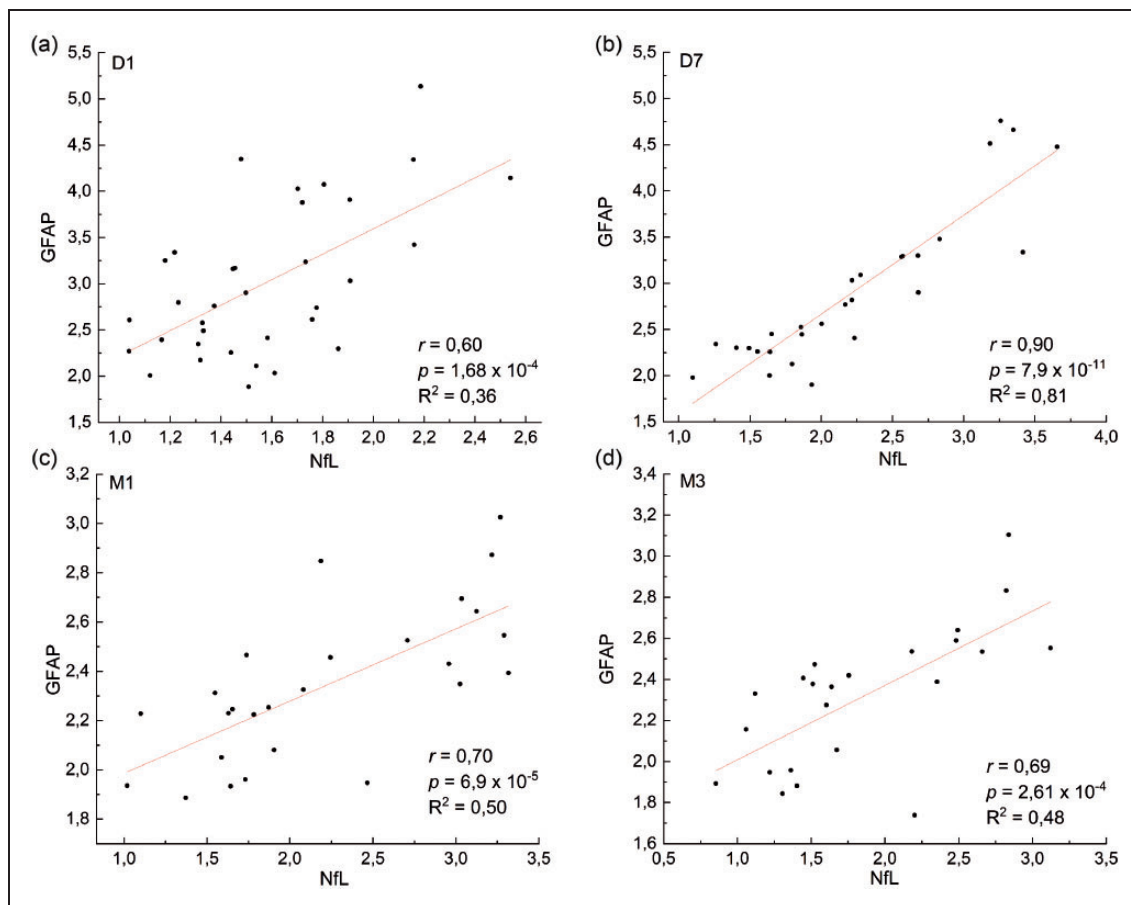 (a)
D1
GFAP
5,5
5,0
4,5
4,0
3,5
3,0
2,5
2,0
1,5
r = 0,60
p = 1,68 x 10-4
R2 = 0,36
1,0 1,2 1,4 1,6 1,8 2,0 2,2 2,4 2,6
NfL
(b)
D7
GFAP
5,5
5,0
4,5
4,0
3,5
3,0
2,5
2,0
1,5
r = 0,90
p = 7,9 x 10-11
R2 = 0,81
1,0 1,5 2,0 2,5 3,0 3,5 4,0
NfL
(c)
M1
GFAP
3,2
3,0
2,8
2,6
2,4
2,2
2,0
1,8
r = 0,70
p = 6,9 x 10-5
R2 = 0,50
1,0 1,5 2,0 2,5 3,0 3,5
NfL
(d)
M3
GFAP
3,4
3,2
3,0
2,8
2,6
2,4
2,2
2,0
1,8
1,6
r = 0,69
p = 2,61 x 10-4
R2 = 0,48
0,5 1,0 1,5 2,0 2,5 3,0 3,5
NfL